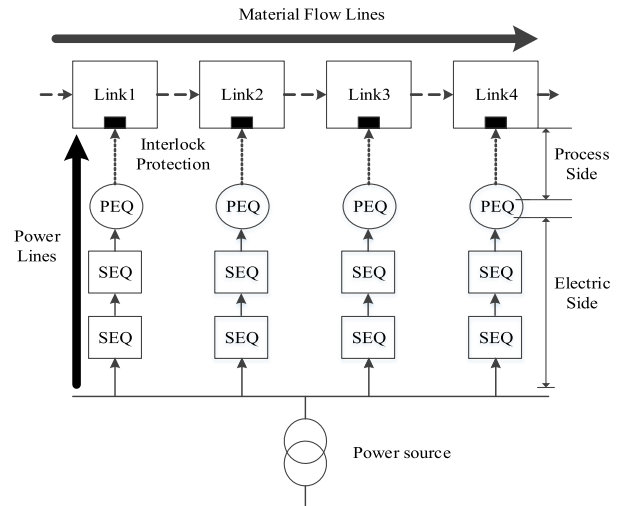 Material Flow Lines
Link1 Link2 Link3 Link4
Interlock
Protection
Process
Side
PEQ PEQ PEQ PEQ
Power
Lines
SEQ SEQ SEQ SEQ
Electric
Side
SEQ SEQ SEQ SEQ
Power source